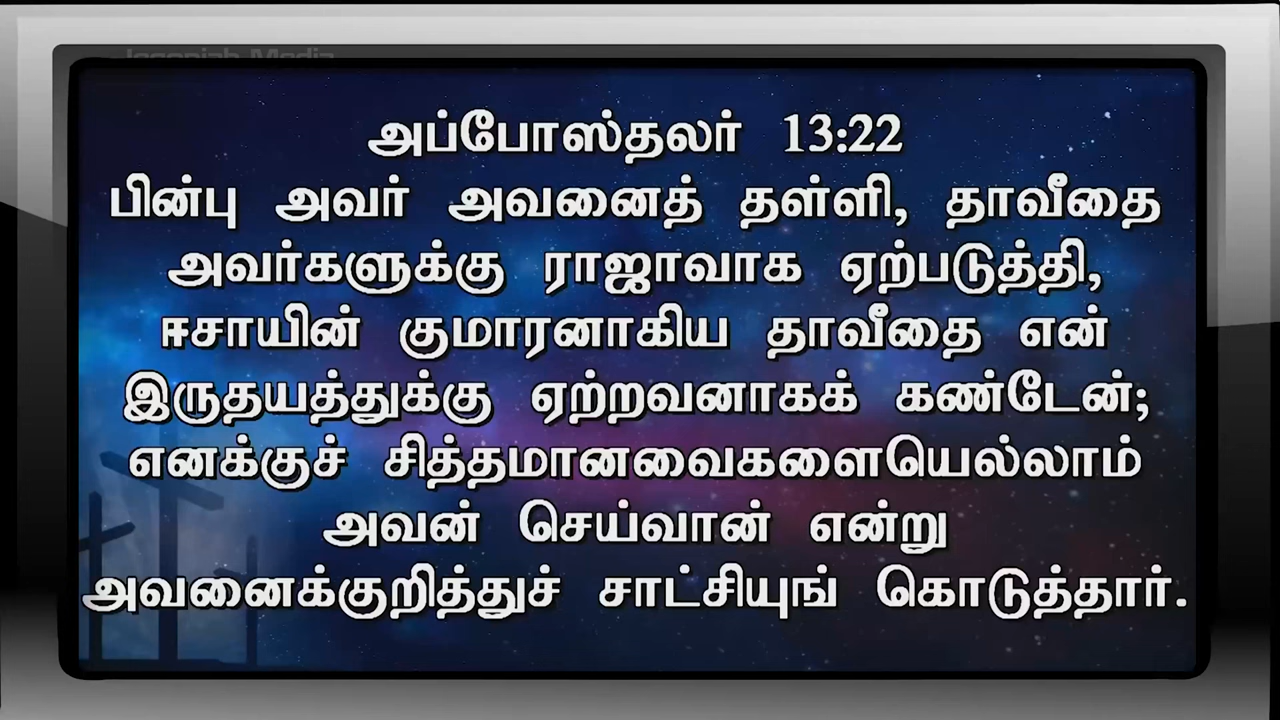 அப்போஸ்தலர் 13:22
பின்பு அவர் அவனைத் தள்ளி, தாவீதை
அவர்களுக்கு ராஜாவாக ஏற்படுத்தி,
ஈசாயின் குமாரனாகிய தாவீதை என்
இருதயத்துக்கு ஏற்றவனாகக் கண்டேன்;
எனக்குச் சித்தமானவைகளையெல்லாம்
அவன் செய்வான் என்று
அவனைக்குறித்துச் சாட்சியுங் கொடுத்தார்.